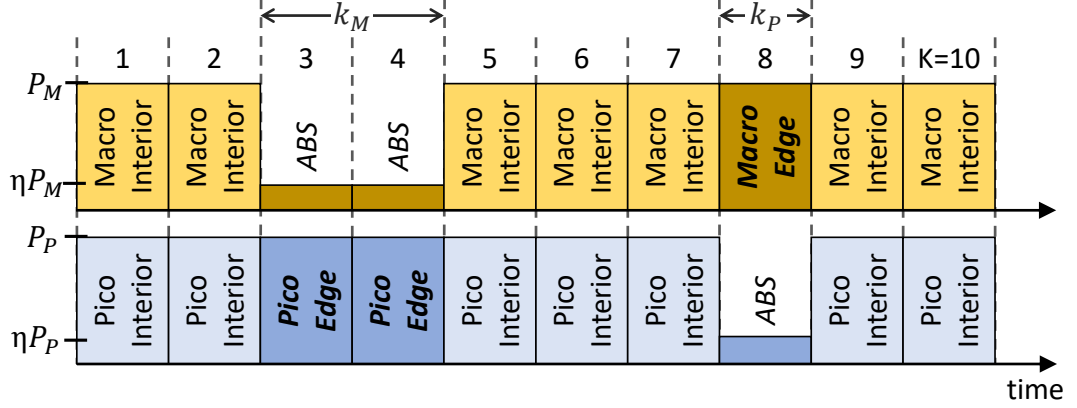 k_M k_P
1 2 3 4 5 6 7 8 9 K=10
P_M
Macro Interior
Macro Interior
ABS
ABS
Macro Interior
Macro Interior
Macro Interior
Macro Edge
Macro Interior
Macro Interior
ηP_M
P_P
Pico Interior
Pico Interior
Pico Edge
Pico Edge
Pico Interior
Pico Interior
Pico Interior
ABS
Pico Interior
Pico Interior
ηP_P
time